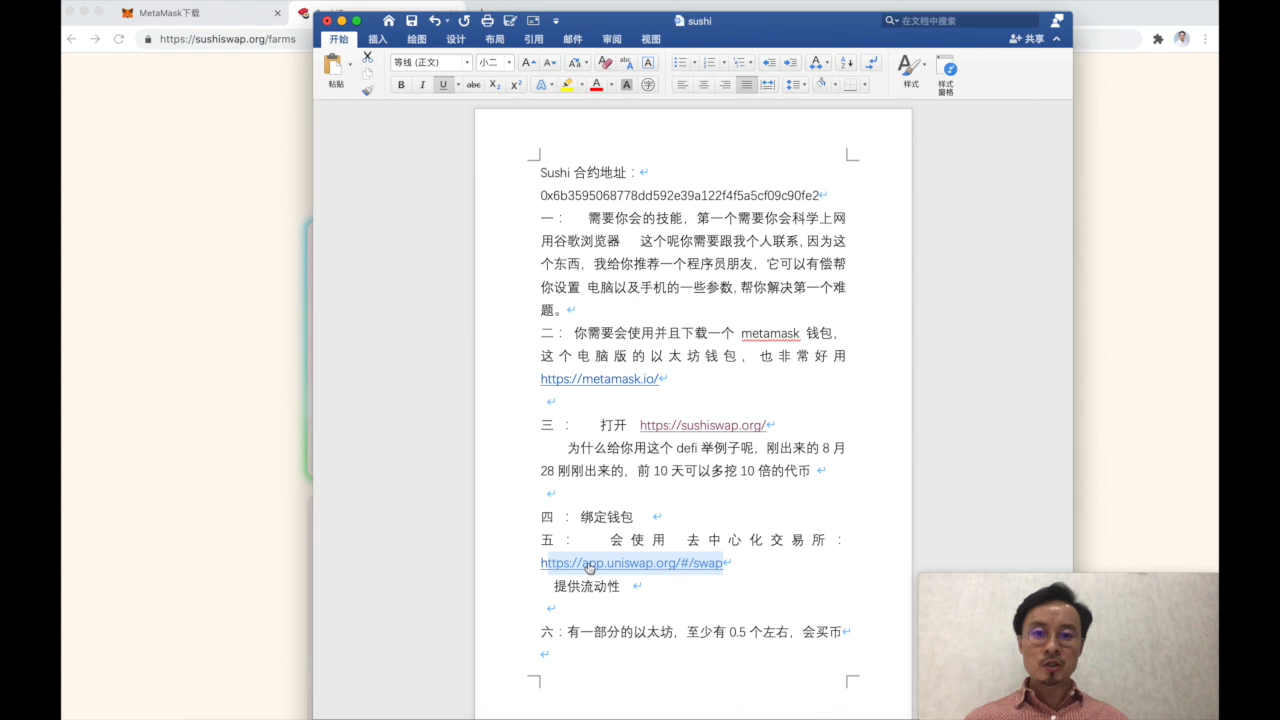 MetaMask下载
https://sushiswap.org/farms
sushi
在文档中搜索
开始 插入 绘图 设计 布局 引用 邮件 审阅 视图
共享
粘贴
等线 (正文) 小二
样式
样式窗格
Sushi 合约地址：
0x6b3595068778dd592e39a122f4f5a5cf09c90fe2
一： 需要你会的技能，第一个需要你会科学上网
用谷歌浏览器 这个呢你需要跟我个人联系，因为这
个东西，我给你推荐一个程序员朋友，它可以有偿帮
你设置 电脑以及手机的一些参数，帮你解决第一个难
题。
二： 你需要会使用并且下载一个 metamask 钱包，
这个电脑版的以太坊钱包，也非常好用
https://metamask.io/
三： 打开 https://sushiswap.org/
为什么给你用这个 defi 举例子呢，刚出来的 8 月
28 刚刚出来的，前 10 天可以多挖 10 倍的代币
四： 绑定钱包
五： 会使用 去中心化交易所：
https://app.uniswap.org/#/swap
提供流动性
六：有一部分的以太坊，至少有 0.5 个左右，会买币